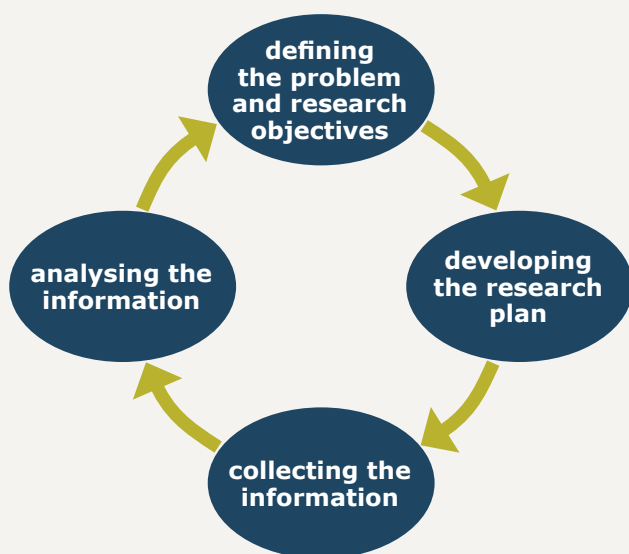 defining
the problem
and research
objectives
developing
the research
plan
collecting the
information
analysing the
information